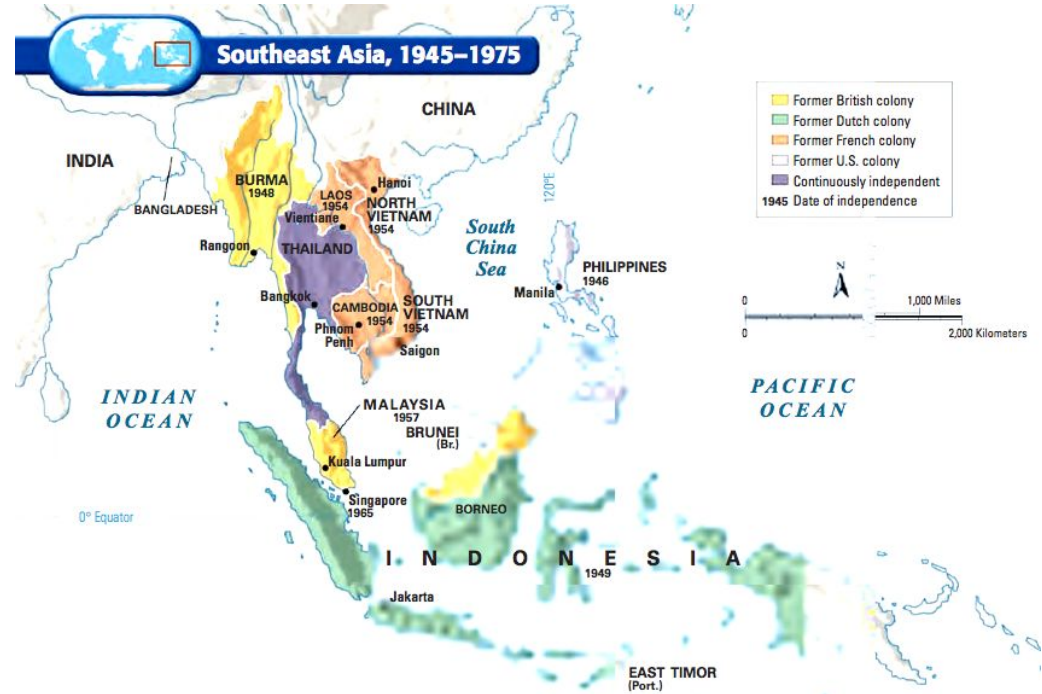 Southeast Asia, 1945–1975
CHINA
INDIA
BANGLADESH
BURMA
1948
Rangoon
LAOS
1954
Vientiane
Hanoi
NORTH
VIETNAM
1954
THAILAND
Bangkok
CAMBODIA
1954
Phnom
Penh
SOUTH
VIETNAM
1954
Saigon
South
China
Sea
120°E
PHILIPPINES
1946
Manila
Former British colony
Former Dutch colony
Former French colony
Former U.S. colony
Continuously independent
1945 Date of independence
N
0 1,000 Miles
0 2,000 Kilometers
INDIAN
OCEAN
PACIFIC
OCEAN
MALAYSIA
1957
BRUNEI
(Br.)
Kuala Lumpur
Singapore
1965
0° Equator
BORNEO
INDONESIA
1949
Jakarta
EAST TIMOR
(Port.)